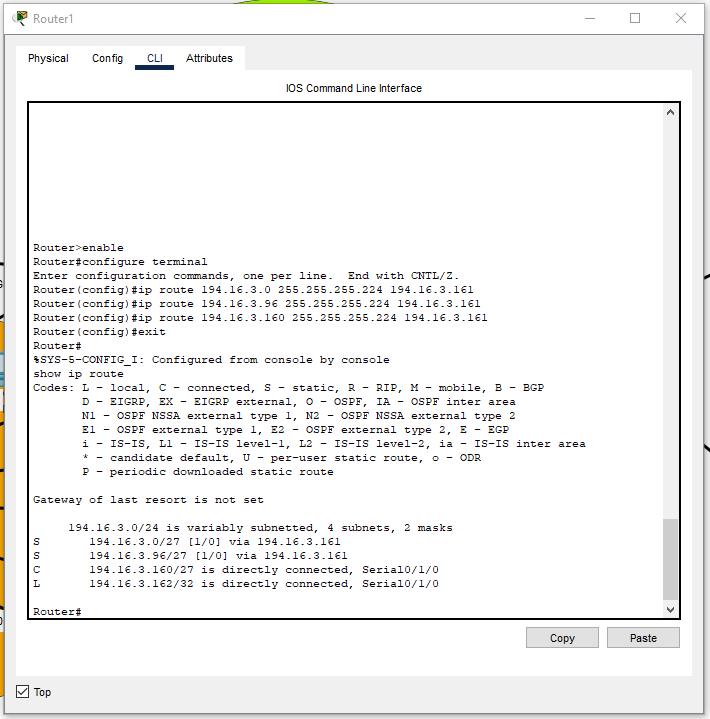 Router1
Physical Config CLI Attributes
IOS Command Line Interface
Router>enable
Router#configure terminal
Enter configuration commands, one per line.  End with CNTL/Z.
Router(config)#ip route 194.16.3.0 255.255.255.224 194.16.3.161
Router(config)#ip route 194.16.3.96 255.255.255.224 194.16.3.161
Router(config)#ip route 194.16.3.160 255.255.255.224 194.16.3.161
Router(config)#exit
Router#
%SYS-5-CONFIG_I: Configured from console by console
show ip route
Codes: L - local, C - connected, S - static, R - RIP, M - mobile, B - BGP
       D - EIGRP, EX - EIGRP external, O - OSPF, IA - OSPF inter area
       N1 - OSPF NSSA external type 1, N2 - OSPF NSSA external type 2
       E1 - OSPF external type 1, E2 - OSPF external type 2, E - EGP
       i - IS-IS, L1 - IS-IS level-1, L2 - IS-IS level-2, ia - IS-IS inter area
       * - candidate default, U - per-user static route, o - ODR
       P - periodic downloaded static route
Gateway of last resort is not set
     194.16.3.0/24 is variably subnetted, 4 subnets, 2 masks
S       194.16.3.0/27 [1/0] via 194.16.3.161
S       194.16.3.96/27 [1/0] via 194.16.3.161
C       194.16.3.160/27 is directly connected, Serial0/1/0
L       194.16.3.162/32 is directly connected, Serial0/1/0
Router#
Copy Paste
Top